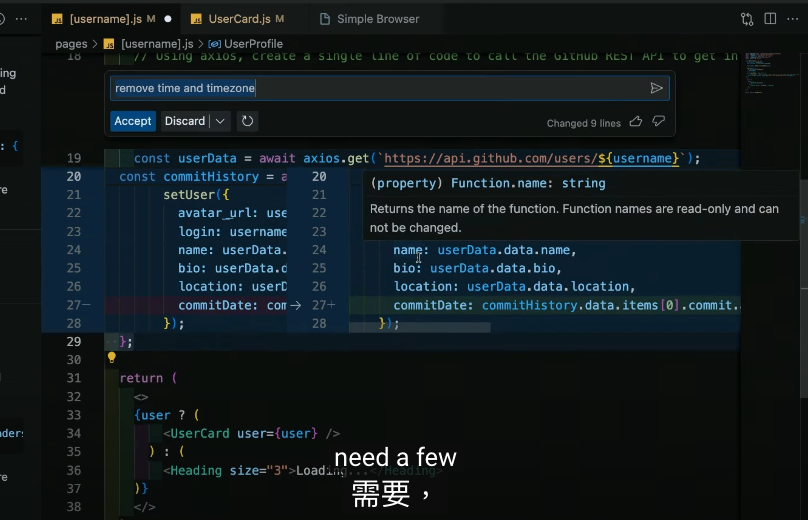 [username].js M ●
UserCard.js M
Simple Browser
pages > [username].js > UserProfile
18 // Using axios, create a single line of code to call the GitHub REST API to get in
ing
d
: {
re
remove time and timezone
Accept Discard
Changed 9 lines
19 const userData = await axios.get(`https://api.github.com/users/${username}`);
20 const commitHistory = a
20
(property) Function.name: string
Returns the name of the function. Function names are read-only and can
not be changed.
21 setUser({
21
22 avatar_url: use
22
23 login: username
23
24 name: userData.
24 name: userData.data.name,
25 bio: userData.d
25 bio: userData.data.bio,
26 location: userD
26 location: userData.data.location,
27- commitDate: com
→ 27+ commitDate: commitHistory.data.items[0].commit.
28 });
28 });
29 };
30
31 return (
32 <>
33 {user ? (
34 <UserCard user={user} />
35 ) : (
36 <Heading size="3">Loading...</Heading>
37 )}
38 </>
aders
re
need a few
需要，